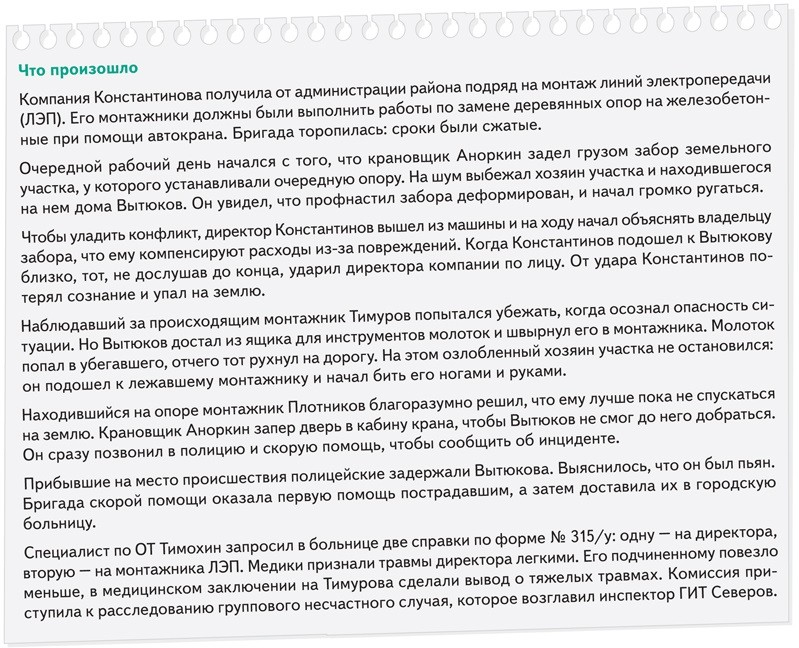 Что произошло
Компания Константинова получила от администрации района подряд на монтаж линий электропередачи
(ЛЭП). Его монтажники должны были выполнить работы по замене деревянных опор на железобетон-
ные при помощи автокрана. Бригада торопилась: сроки были сжатые.
Очередной рабочий день начался с того, что крановщик Аноркин задел грузом забор земельного
участка, у которого устанавливали очередную опору. На шум выбежал хозяин участка и находившегося
на нем дома Вытюков. Он увидел, что профнастил забора деформирован, и начал громко ругаться.
Чтобы уладить конфликт, директор Константинов вышел из машины и на ходу начал объяснять владельцу
забора, что ему компенсируют расходы из-за повреждений. Когда Константинов подошел к Вытюкову
близко, тот, не дослушав до конца, ударил директора компании по лицу. От удара Константинов по-
терял сознание и упал на землю.
Наблюдавший за происходящим монтажник Тимуров попытался убежать, когда осознал опасность си-
туации. Но Вытюков достал из ящика для инструментов молоток и швырнул его в монтажника. Молоток
попал в убегавшего, отчего тот рухнул на дорогу. На этом озлобленный хозяин участка не остановился:
он подошел к лежавшему монтажнику и начал бить его ногами и руками.
Находившийся на опоре монтажник Плотников благоразумно решил, что ему лучше пока не спускаться
на землю. Крановщик Аноркин запер дверь в кабину крана, чтобы Вытюков не смог до него добраться.
Он сразу позвонил в полицию и скорую помощь, чтобы сообщить об инциденте.
Прибывшие на место происшествия полицейские задержали Вытюкова. Выяснилось, что он был пьян.
Бригада скорой помощи оказала первую помощь пострадавшим, а затем доставила их в городскую
больницу.
Специалист по ОТ Тимохин запросил в больнице две справки по форме № 315/у: одну — на директора,
вторую — на монтажника ЛЭП. Медики признали травмы директора легкими. Его подчиненному повезло
меньше, в медицинском заключении на Тимурова сделали вывод о тяжелых травмах. Комиссия при-
ступила к расследованию группового несчастного случая, которое возглавил инспектор ГИТ Северов.